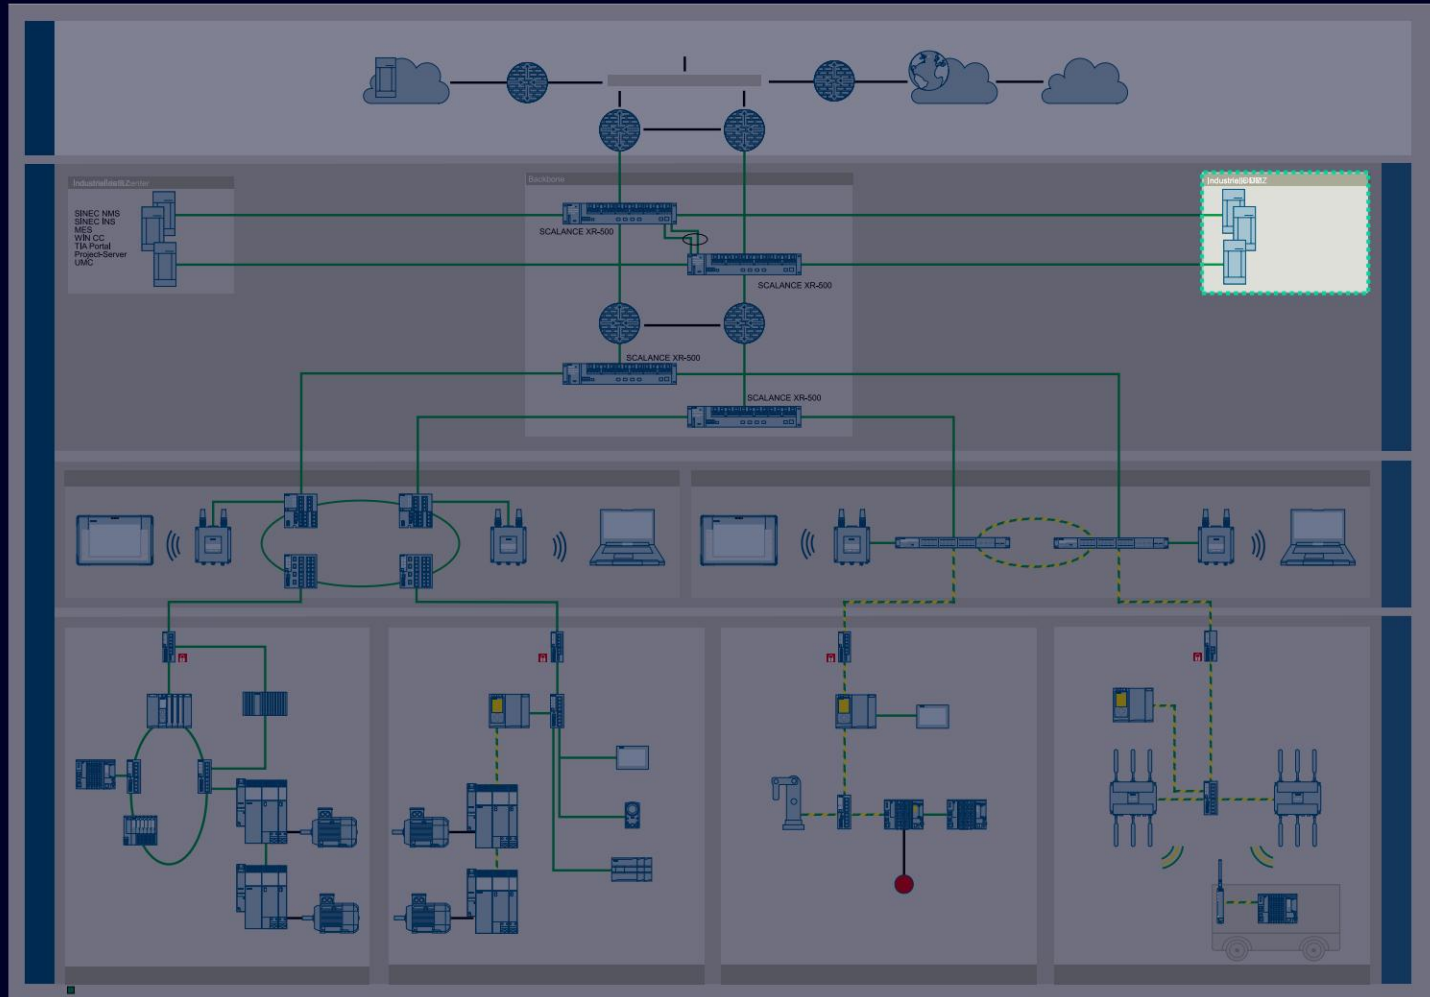 Backbone
SINEC NMS
SINEC INS
MES
WIN CC
TIA Portal
Project-Server
UMC
SCALANCE XR-500
SCALANCE XR-500
SCALANCE XR-500
SCALANCE XR-500